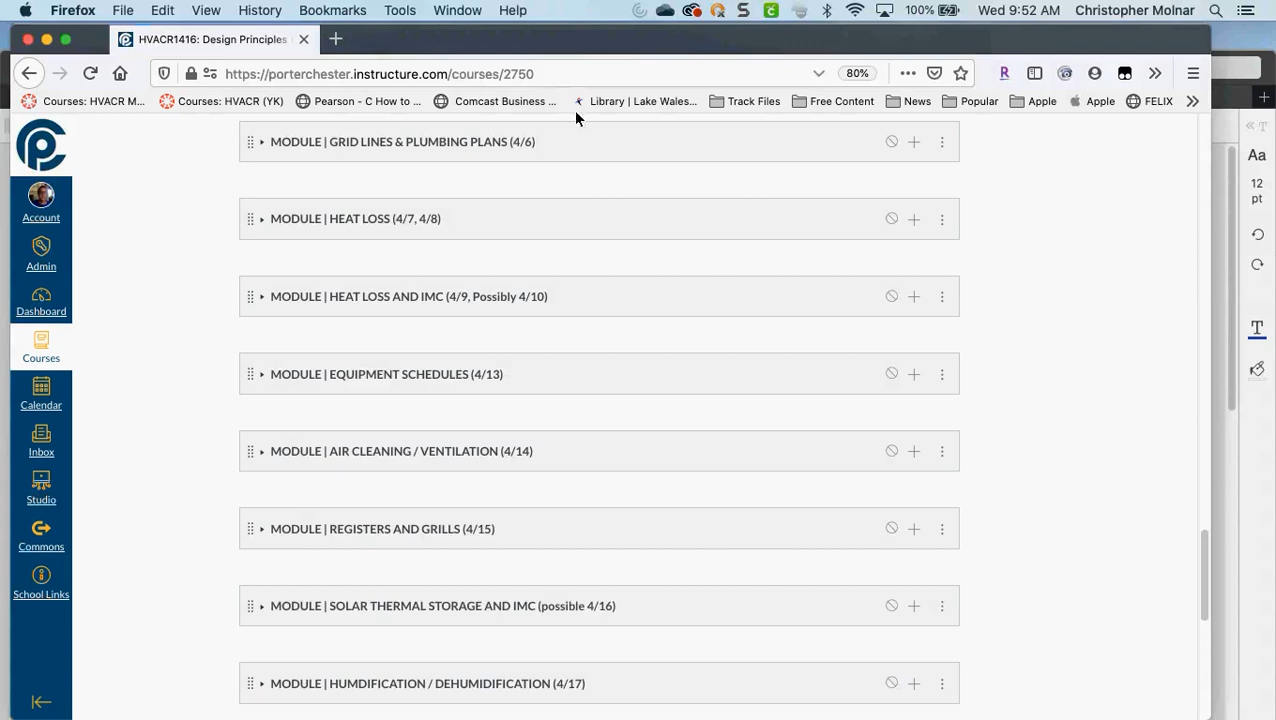 Firefox File Edit View History Bookmarks Tools Window Help 100% Wed 9:52 AM Christopher Molnar
HVACR1416: Design Principles
https://porterchester.instructure.com/courses/2750 80%
Courses: HVACR M... Courses: HVACR (YK) Pearson - C How to ... Comcast Business ... Library | Lake Wales... Track Files Free Content News Popular Apple Apple FELIX
MODULE | GRID LINES & PLUMBING PLANS (4/6)
Account
MODULE | HEAT LOSS (4/7, 4/8)
Admin
MODULE | HEAT LOSS AND IMC (4/9, Possibly 4/10)
Dashboard
Courses
MODULE | EQUIPMENT SCHEDULES (4/13)
Calendar
MODULE | AIR CLEANING / VENTILATION (4/14)
Inbox
Studio
MODULE | REGISTERS AND GRILLS (4/15)
Commons
School Links
MODULE | SOLAR THERMAL STORAGE AND IMC (possible 4/16)
MODULE | HUMDIFICATION / DEHUMIDIFICATION (4/17)
Aa
12
pt
T